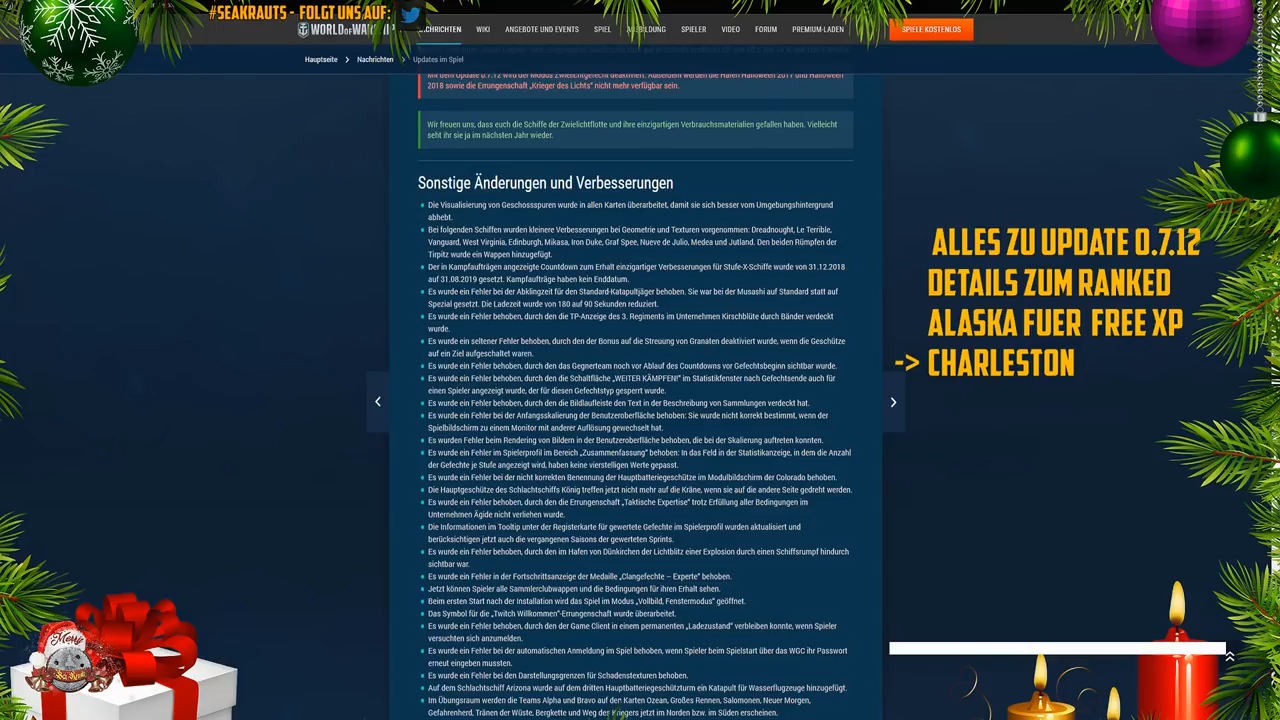 #SEAKRAUTS - FOLGT UNS AUF:
NACHRICHTEN
WIKI
ANGEBOTE UND EVENTS
SPIEL
AUSBILDUNG
SPIELER
VIDEO
FORUM
PREMIUM-LADEN
SPIELE KOSTENLOS
Hauptseite > Nachrichten > Updates im Spiel
Mit dem Update 0.7.12 wird der Modus Zwielichtgefecht deaktiviert. Außerdem werden die Häfen Halloween 2017 und Halloween
2018 sowie die Errungenschaft „Krieger des Lichts“ nicht mehr verfügbar sein.
Wir freuen uns, dass euch die Schiffe der Zwielichtflotte und ihre einzigartigen Verbrauchsmaterialien gefallen haben. Vielleicht
seht ihr sie ja im nächsten Jahr wieder.
Sonstige Änderungen und Verbesserungen
Die Visualisierung von Geschossspuren wurde in allen Karten überarbeitet, damit sie sich besser vom Umgebungshintergrund
abhebt.
Bei folgenden Schiffen wurden kleinere Verbesserungen bei Geometrie und Texturen vorgenommen: Dreadnought, Le Terrible,
Vanguard, West Virginia, Edinburgh, Mikasa, Iron Duke, Graf Spee, Nueve de Julio, Medea und Jutland. Den beiden Rümpfen der
Tirpitz wurde ein Wappen hinzugefügt.
Der in Kampfaufträgen angezeigte Countdown zum Erhalt einzigartiger Verbesserungen für Stufe-X-Schiffe wurde von 31.12.2018
auf 31.08.2019 gesetzt. Kampfaufträge haben kein Enddatum.
Es wurde ein Fehler bei der Abklingzeit für den Standard-Katapultjäger behoben. Sie war bei der Musashi auf Standard statt auf
Spezial gesetzt. Die Ladezeit wurde von 180 auf 90 Sekunden reduziert.
Es wurde ein Fehler behoben, durch den die TP-Anzeige des 3. Regiments im Unternehmen Kirschblüte durch Bänder verdeckt
wurde.
Es wurde ein seltener Fehler behoben, durch den der Bonus auf die Streuung von Granaten deaktiviert wurde, wenn die Geschütze
auf ein Ziel aufgeschaltet waren.
Es wurde ein Fehler behoben, durch den das Gegnerteam noch vor Ablauf des Countdowns vor Gefechtsbeginn sichtbar wurde.
Es wurde ein Fehler behoben, durch den die Schaltfläche „WEITER KÄMPFEN!“ im Statistikfenster nach Gefechtsende auch für
einen Spieler angezeigt wurde, der für diesen Gefechtstyp gesperrt wurde.
Es wurde ein Fehler behoben, durch den die Bildlaufleiste den Text in der Beschreibung von Sammlungen verdeckt hat.
Es wurde ein Fehler bei der Anfangsskalierung der Benutzeroberfläche behoben: Sie wurde nicht korrekt bestimmt, wenn der
Spielbildschirm zu einem Monitor mit anderer Auflösung gewechselt hat.
Es wurden Fehler beim Rendering von Bildern in der Benutzeroberfläche behoben, die bei der Skalierung auftreten konnten.
Es wurde ein Fehler im Spielerprofil im Bereich „Zusammenfassung“ behoben: In das Feld in der Statistikanzeige, in dem die Anzahl
der Gefechte je Stufe angezeigt wird, haben keine vierstelligen Werte gepasst.
Es wurde ein Fehler bei der nicht korrekten Benennung der Hauptbatteriegeschütze im Modulbildschirm der Colorado behoben.
Die Hauptgeschütze des Schlachtschiffs König treffen jetzt nicht mehr auf die Kräne, wenn sie auf die andere Seite gedreht werden.
Es wurde ein Fehler behoben, durch den die Errungenschaft „Taktische Expertise“ trotz Erfüllung aller Bedingungen im
Unternehmen Ägide nicht verliehen wurde.
Die Informationen im Tooltip unter der Registerkarte für gewertete Gefechte im Spielerprofil wurden aktualisiert und
berücksichtigen jetzt auch die vergangenen Saisons der gewerteten Sprints.
Es wurde ein Fehler behoben, durch den im Hafen von Dünkirchen der Lichtblitz einer Explosion durch einen Schiffsrumpf hindurch
sichtbar war.
Es wurde ein Fehler in der Fortschrittsanzeige der Medaille „Clangefechte – Experte“ behoben.
Jetzt können Spieler alle Sammlerclubwappen und die Bedingungen für ihren Erhalt sehen.
Beim ersten Start nach der Installation wird das Spiel im Modus „Vollbild, Fenstermodus“ geöffnet.
Das Symbol für die „Twitch Willkommen“-Errungenschaft wurde überarbeitet.
Es wurde ein Fehler behoben, durch den der Game Client in einem permanenten „Ladezustand“ verbleiben konnte, wenn Spieler
versuchten sich anzumelden.
Es wurde ein Fehler bei der automatischen Anmeldung im Spiel behoben, wenn Spieler beim Spielstart über das WGC ihr Passwort
erneut eingeben mussten.
Es wurde ein Fehler bei den Darstellungsgrenzen für Schadenstexturen behoben.
Auf dem Schlachtschiff Arizona wurde auf dem dritten Hauptbatteriegeschützturm ein Katapult für Wasserflugzeuge hinzugefügt.
Im Übungsraum werden die Teams Alpha und Bravo auf den Karten Ozean, Großes Rennen, Salomonen, Neuer Morgen,
Gefahrenherd, Tränen der Wüste, Bergkette und Weg des Kriegers jetzt im Norden bzw. im Süden erscheinen.
ALLES ZU UPDATE 0.7.12
DETAILS ZUM RANKED
ALASKA FUER FREE XP
-> CHARLESTON
Merry